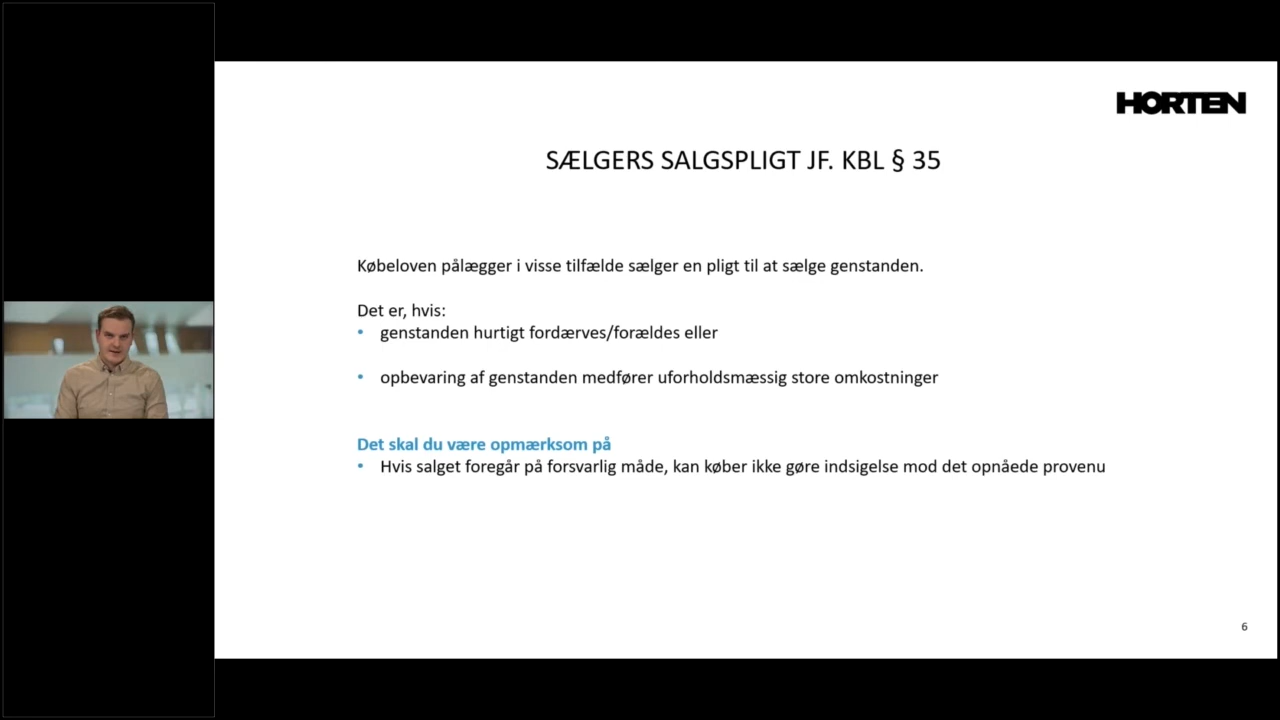 HORTEN
SÆLGERS SALGSPLIGT JF. KBL § 35
Købeloven pålægger i visse tilfælde sælger en pligt til at sælge genstanden.
Det er, hvis:
• genstanden hurtigt fordærves/forældes eller
• opbevaring af genstanden medfører uforholdsmæssig store omkostninger
Det skal du være opmærksom på
• Hvis salget foregår på forsvarlig måde, kan køber ikke gøre indsigelse mod det opnåede provenu
6